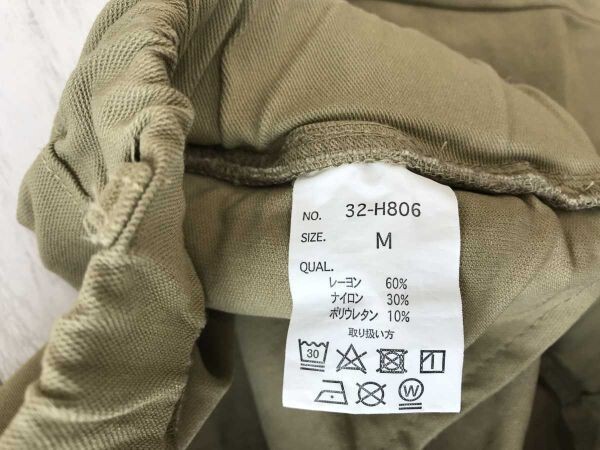 NO. 32-H806
SIZE. M
QUAL.
レーヨン 60%
ナイロン 30%
ポリウレタン 10%
取り扱い方
30
W